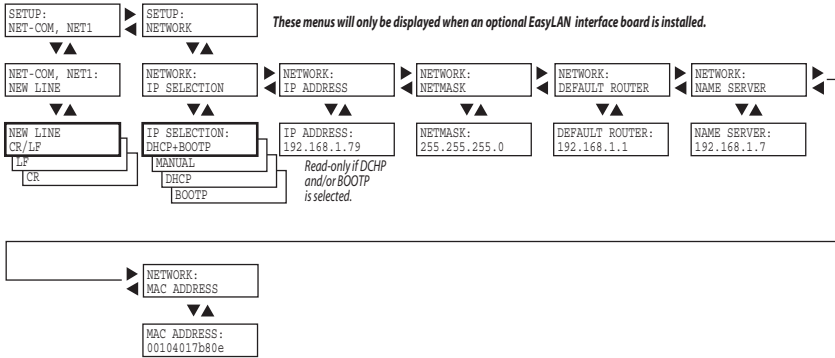 SETUP:
NET-COM, NET1
SETUP:
NETWORK
These menus will only be displayed when an optional EasyLAN interface board is installed.
NET-COM, NET1:
NEW LINE
NETWORK:
IP SELECTION
NETWORK:
IP ADDRESS
NETWORK:
NETMASK
NETWORK:
DEFAULT ROUTER
NETWORK:
NAME SERVER
NEW LINE
CR/LF
LF
CR
IP SELECTION:
DHCP+BOOTP
MANUAL
DHCP
BOOTP
IP ADDRESS:
192.168.1.79
Read-only if DCHP
and/or BOOTP
is selected.
NETMASK:
255.255.255.0
DEFAULT ROUTER:
192.168.1.1
NAME SERVER:
192.168.1.7
NETWORK:
MAC ADDRESS
MAC ADDRESS:
00104017b80e